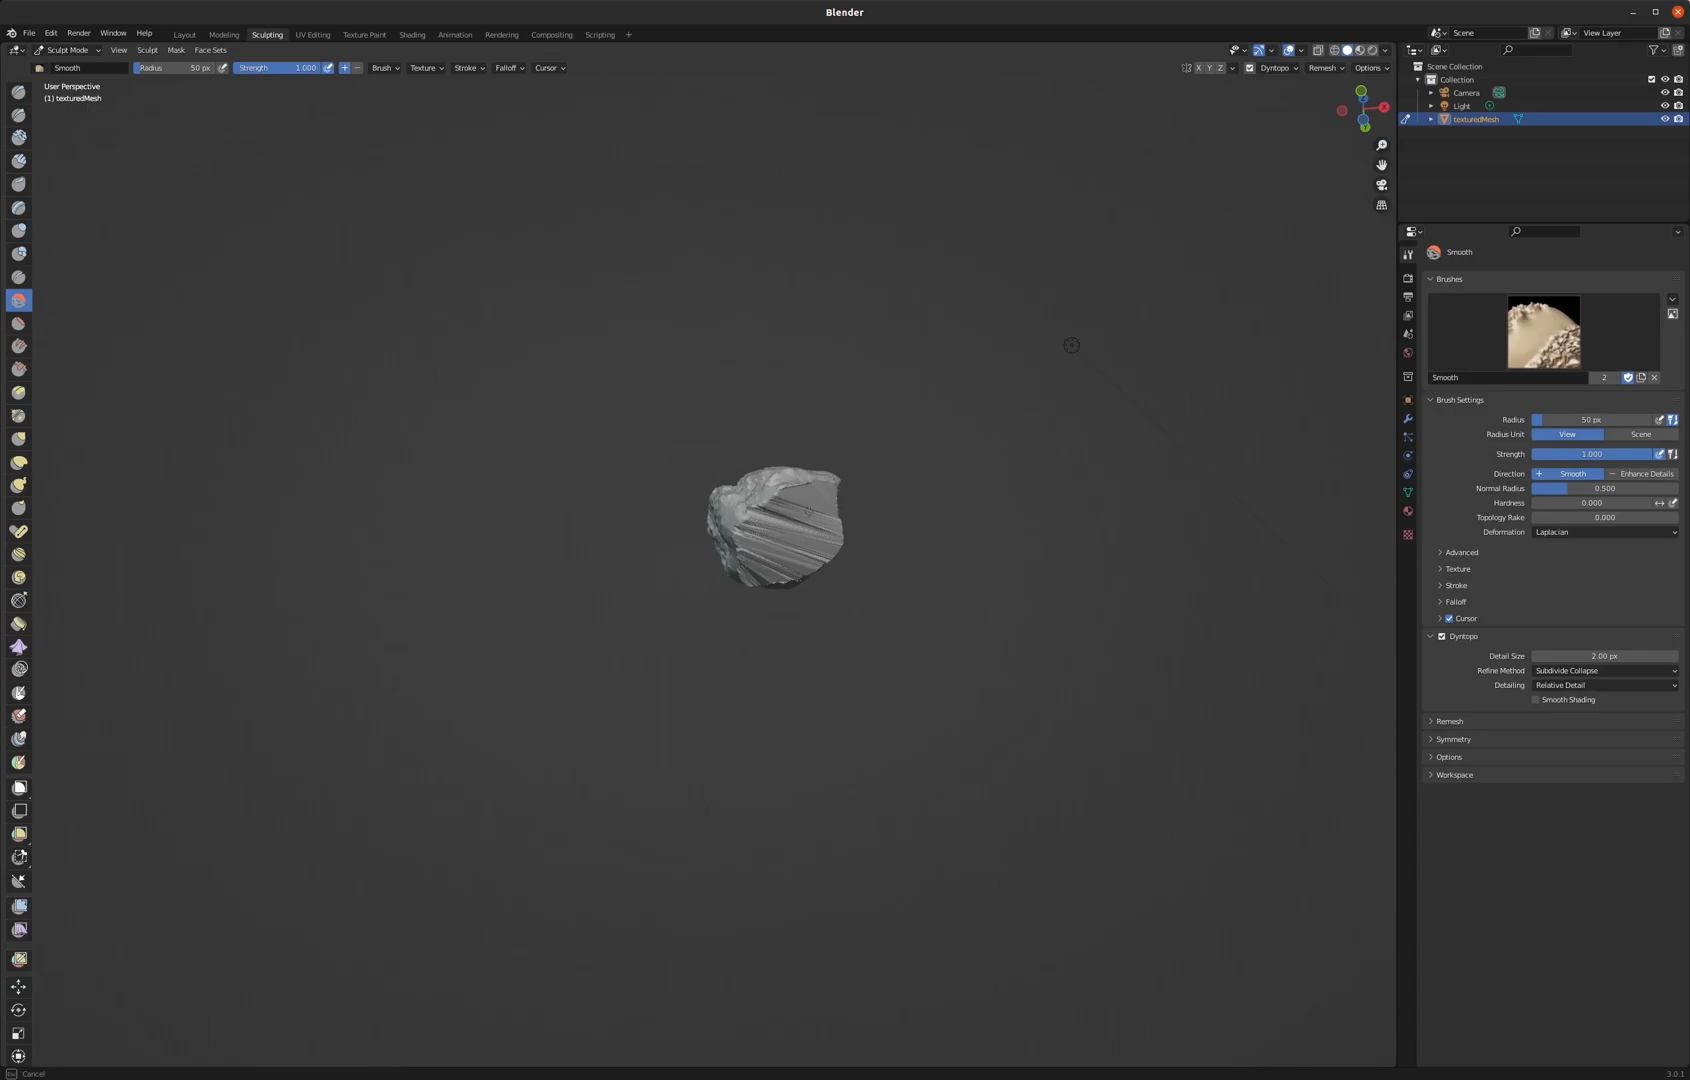 Blender
File Edit Render Window Help Layout Modeling Sculpting UV Editing Texture Paint Shading Animation Rendering Compositing Scripting + Scene View Layer
Sculpt Mode View Sculpt Mask Face Sets
Smooth Radius 50 px Strength 1.000 + − Brush Texture Stroke Falloff Cursor X Y Z Dyntopo Remesh Options
User Perspective
(1) texturedMesh
Scene Collection
Collection
Camera
Light
texturedMesh
Smooth
Brushes
Smooth 2
Brush Settings
Radius 50 px
Radius Unit View Scene
Strength 1.000
Direction + Smooth − Enhance Details
Normal Radius 0.500
Hardness 0.000
Topology Rake 0.000
Deformation Laplacian
Advanced
Texture
Stroke
Falloff
Cursor
Dyntopo
Detail Size 2.00 px
Refine Method Subdivide Collapse
Detailing Relative Detail
Smooth Shading
Remesh
Symmetry
Options
Workspace
Esc Cancel 3.0.1